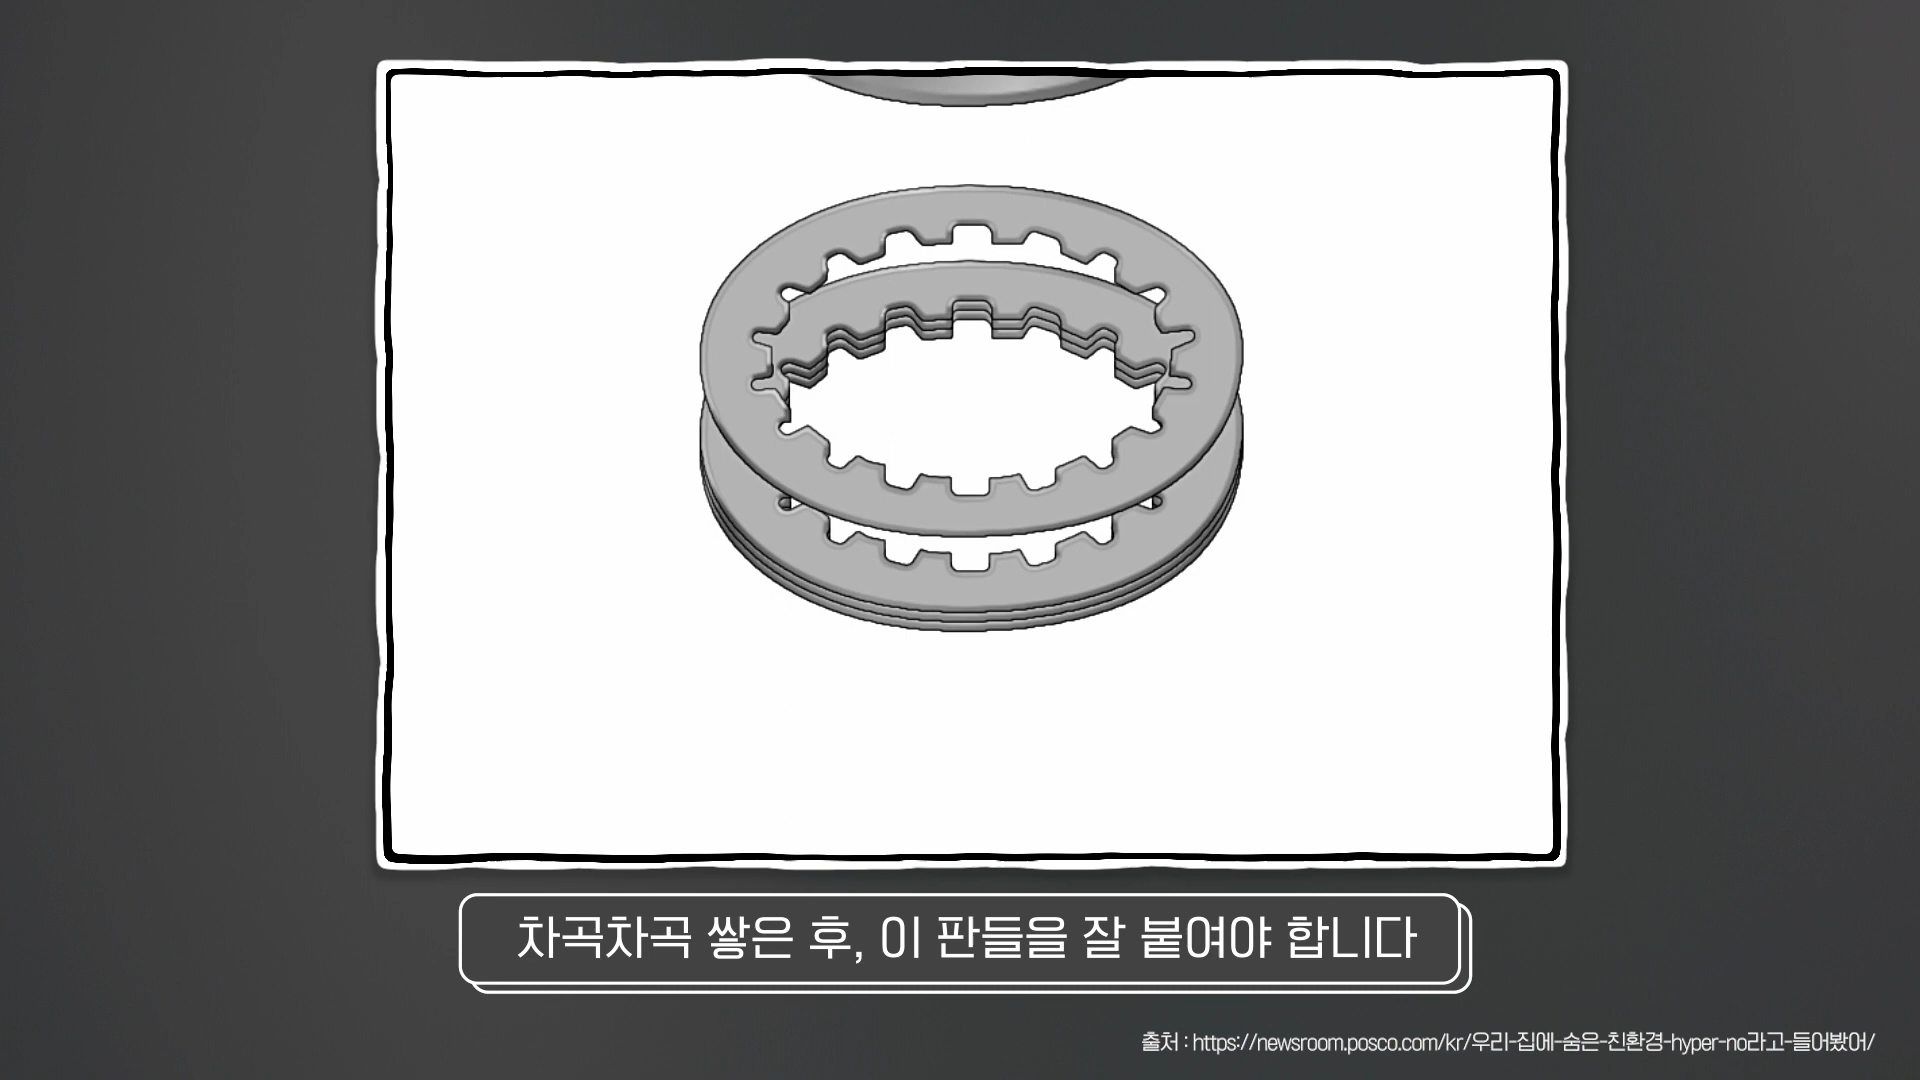 차곡차곡 쌓은 후, 이 판들을 잘 붙여야 합니다
출처 : https://newsroom.posco.com/kr/우리-집에-숨은-친환경-hyper-no라고-들어봤어/